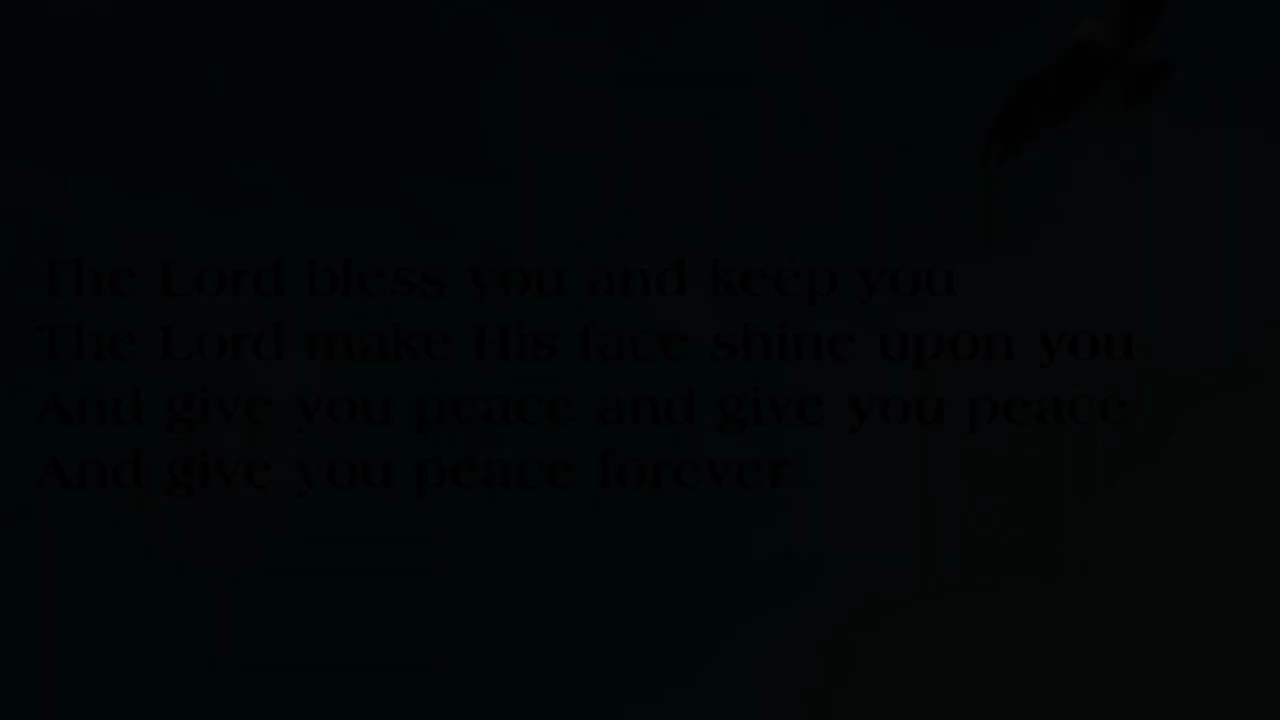 The Lord bless you and keep you
The Lord make His face shine upon you
And give you peace and give you peace
And give you peace forever